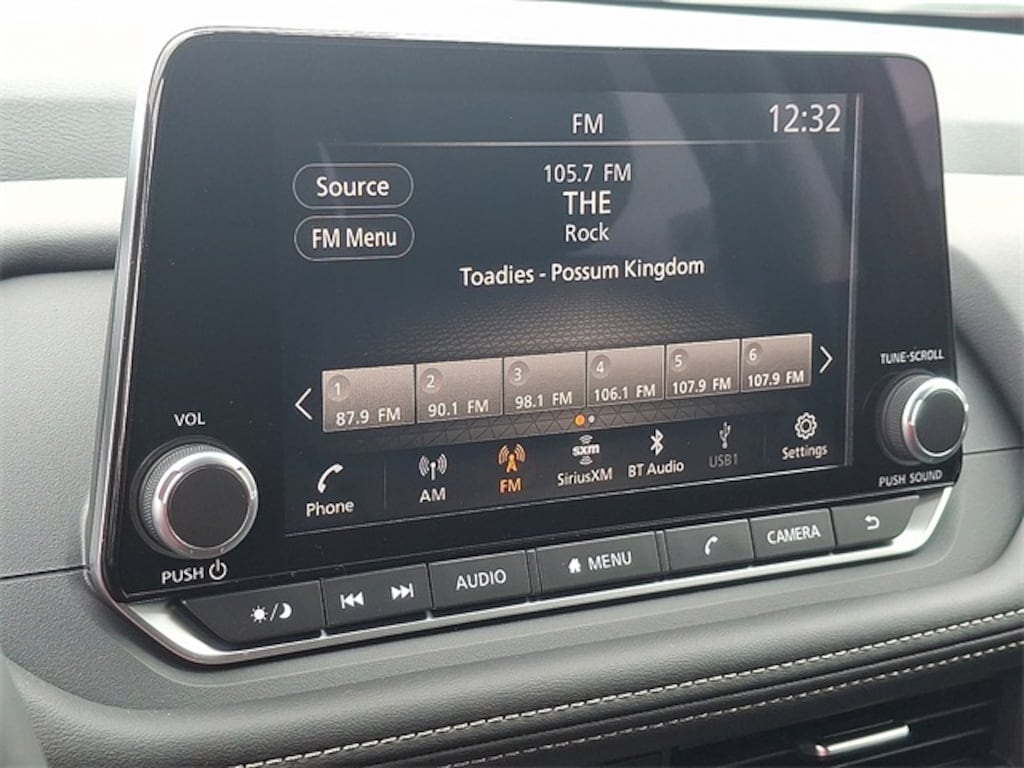 FM
12:32
Source
105.7 FM
THE
FM Menu
Rock
Toadies - Possum Kingdom
1
87.9 FM
2
90.1 FM
3
98.1 FM
4
106.1 FM
5
107.9 FM
6
107.9 FM
Phone
AM
FM
sxm
SiriusXM
BT Audio
USB1
Settings
VOL
PUSH
TUNE·SCROLL
PUSH SOUND
AUDIO
MENU
CAMERA